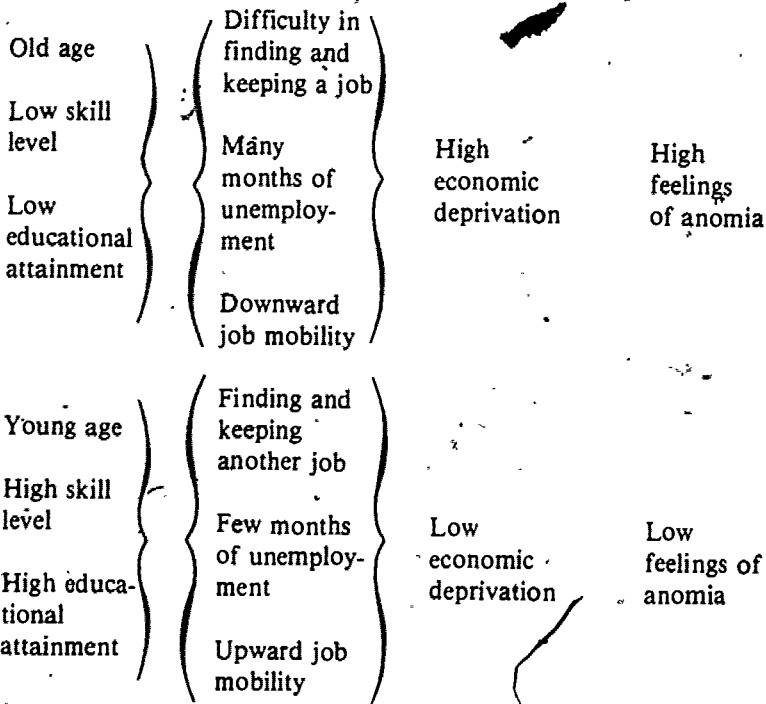 Old age
Low skill
level
Low
educational
attainment
Difficulty in
finding and
keeping a job
Many
months of
unemploy-
ment
Downward
job mobility
High
economic
deprivation
High
feelings
of anomia
Young age
High skill
level
High educa-
tional
attainment
Finding and
keeping
another job
Few months
of unemploy-
ment
Upward job
mobility
Low
economic
deprivation
Low
feelings of
anomia